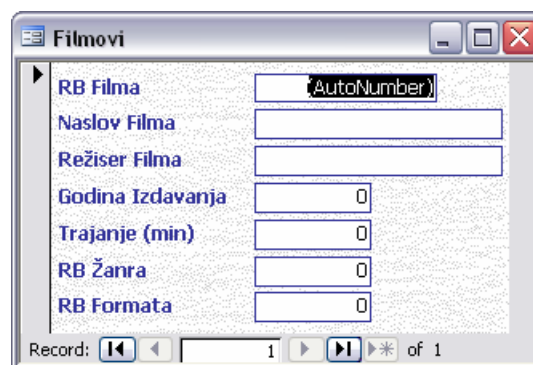 Filmovi
RB Filma (AutoNumber)
Naslov Filma
Režiser Filma
Godina Izdavanja 0
Trajanje (min) 0
RB Žanra 0
RB Formata 0
Record: 1 of 1